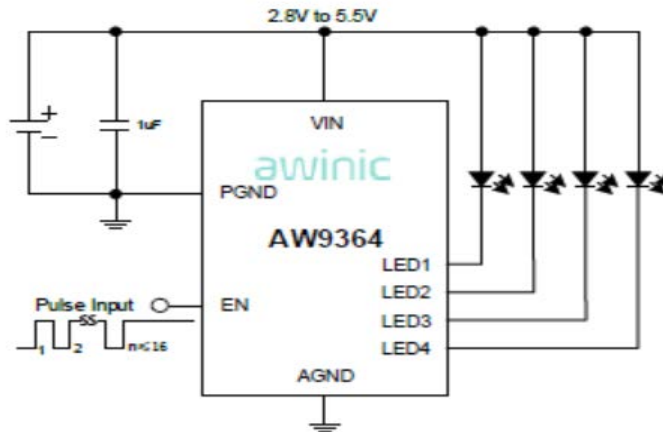 2.8V to 5.5V
+
VIN
1uF
−
awinic
PGND
AW9364
LED1
LED2
Pulse Input
EN
LED3
1 2 n≤16
LED4
AGND